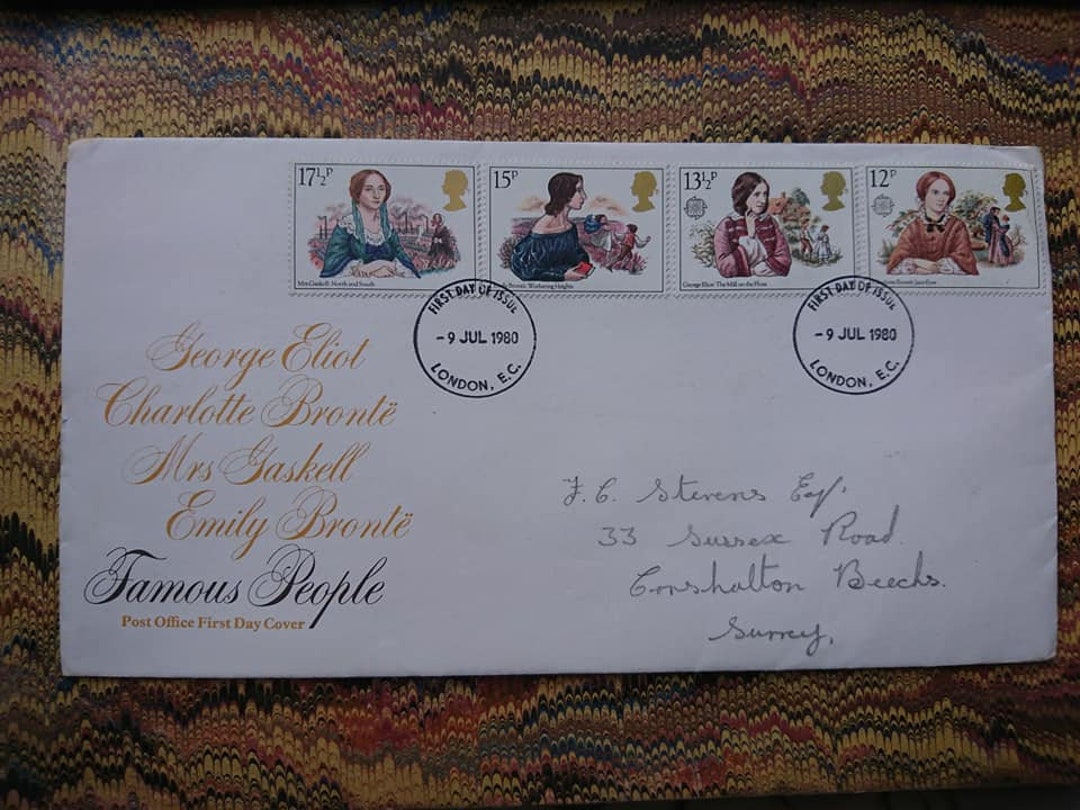 17½P
15P
13½P
12P
Mrs Gaskell: North and South
Brontë: Wuthering Heights
George Eliot: The Mill on the Floss
Brontë: Jane Eyre
FIRST DAY OF ISSUE
-9 JUL 1980
LONDON, E.C.
FIRST DAY OF ISSUE
-9 JUL 1980
LONDON, E.C.
George Eliot
Charlotte Brontë
Mrs Gaskell
Emily Brontë
Famous People
Post Office First Day Cover
F. C. Stevens Esq.
33 Sussex Road.
Carshalton Beeches.
Surrey.